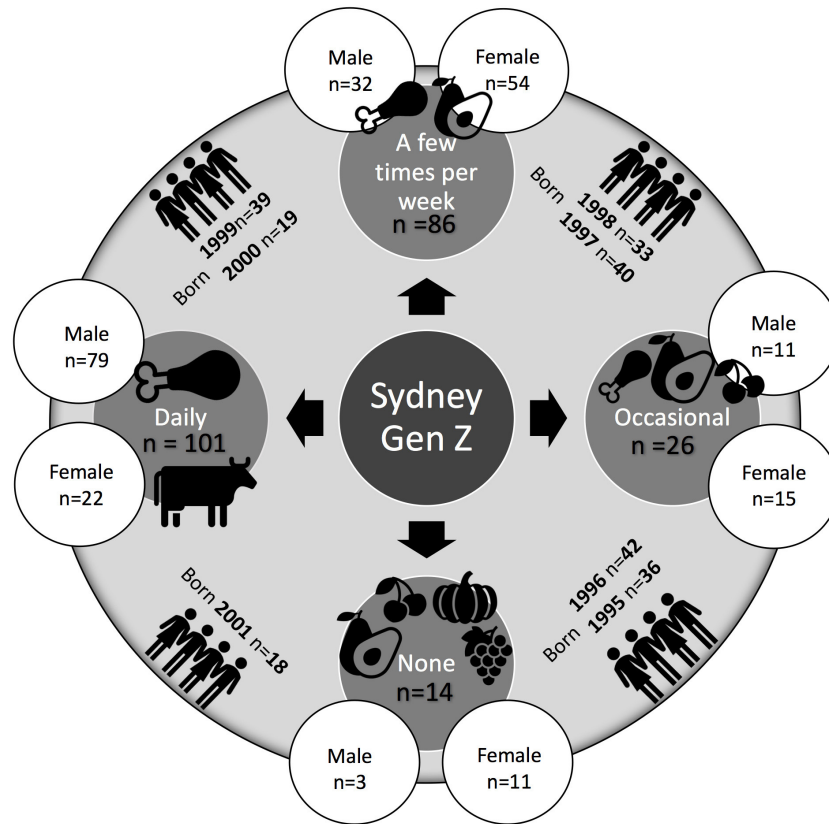 Male
n=32
Female
n=54
A few
times per
week
n =86
Born 1999n=39
2000 n=19
Born 1998 n=33
1997 n=40
Male
n=79
Daily
n = 101
Female
n=22
Sydney
Gen Z
Male
n=11
Occasional
n =26
Female
n=15
Born 2001 n=18
1996 n=42
Born 1995 n=36
None
n=14
Male
n=3
Female
n=11